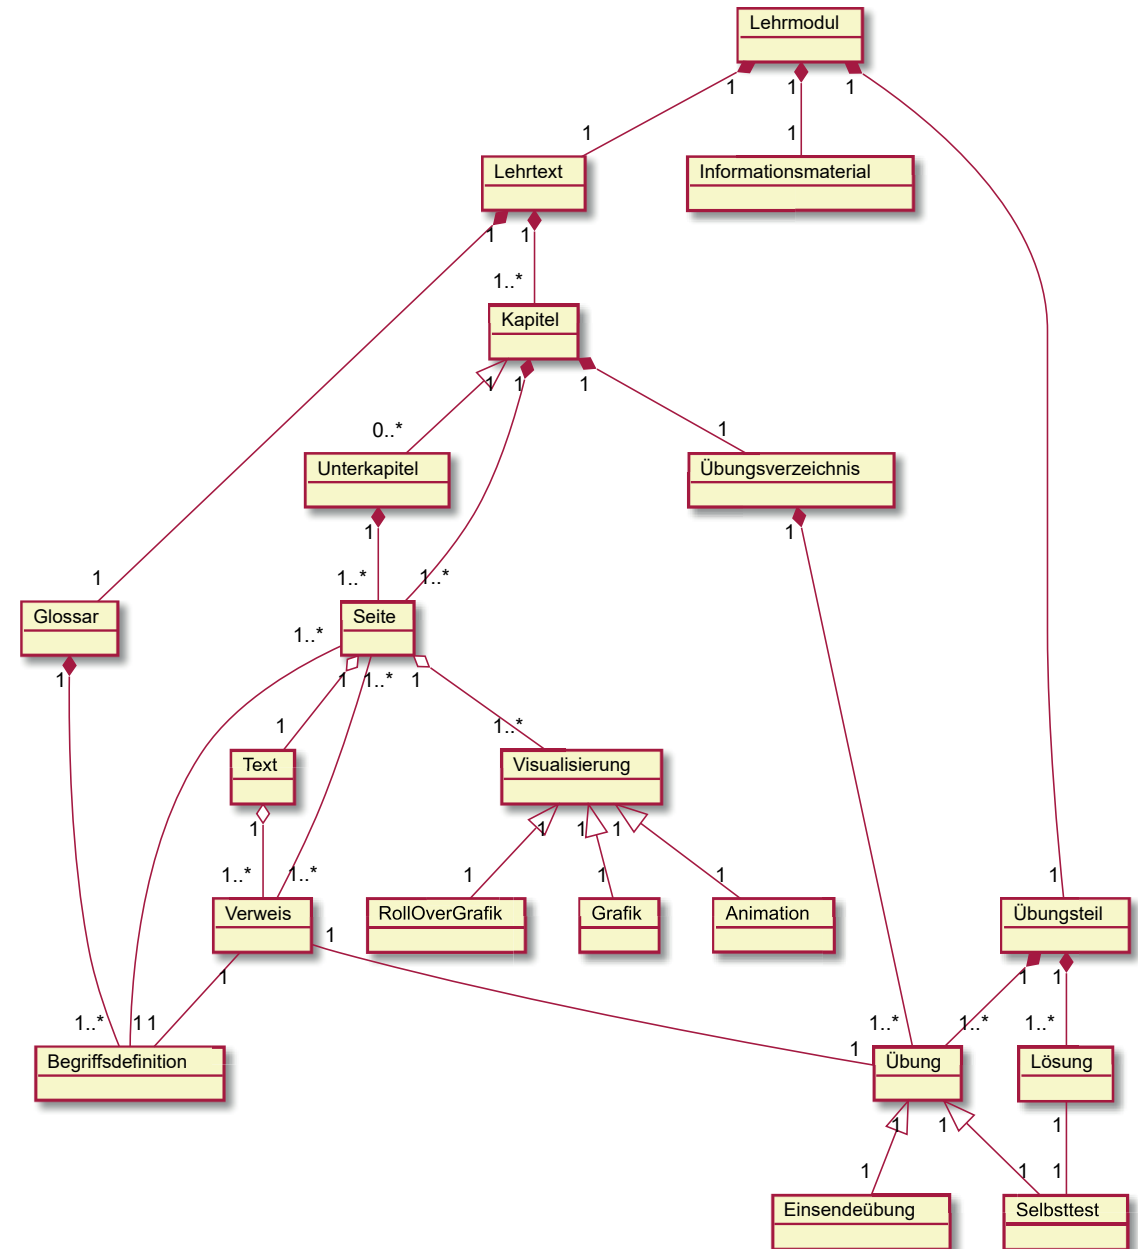 Lehrmodul
1 1 1
1 1
Lehrtext Informationsmaterial
1 1
1..*
Kapitel
1 1 1
0..* 1
Unterkapitel Übungsverzeichnis
1 1
1 1..* 1..*
Glossar Seite
1..*
1 1 1..* 1
1 1..*
Text Visualisierung
1 1 1 1
1..* 1..* 1 1 1 1
Verweis RollOverGrafik Grafik Animation Übungsteil
1
1 1 1
1..* 1 1 1..* 1..* 1..*
1
Begriffsdefinition Übung Lösung
1 1 1
1 1 1
Einsendeübung Selbsttest